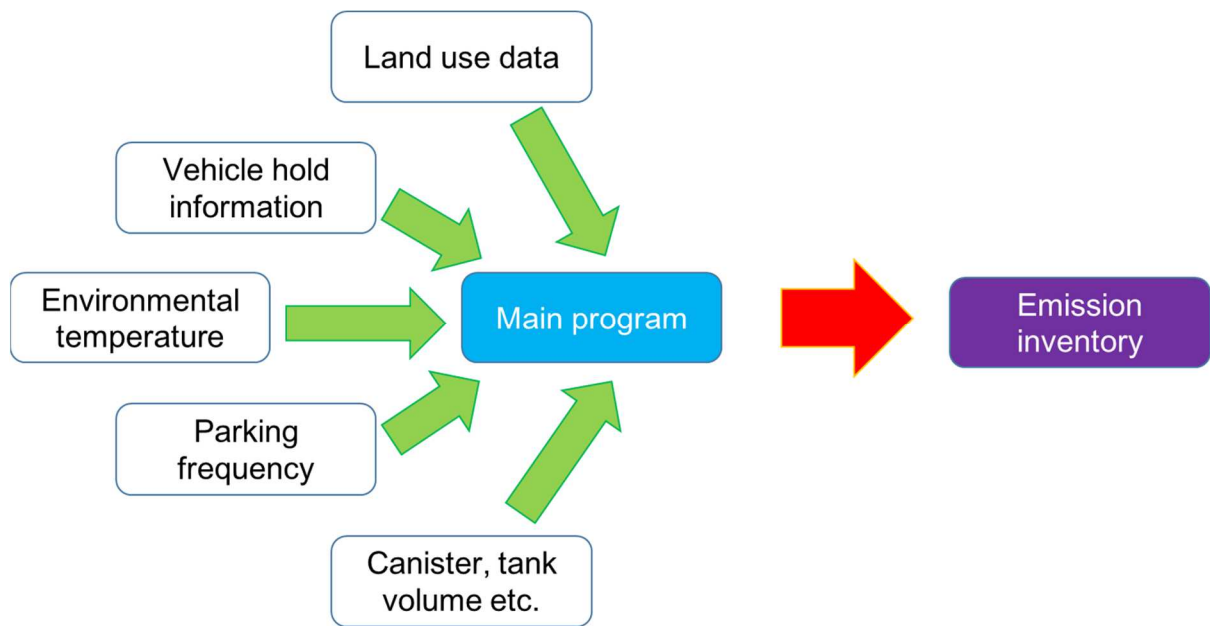 Land use data
Vehicle hold
information
Environmental
temperature
Main program
Emission
inventory
Parking
frequency
Canister, tank
volume etc.